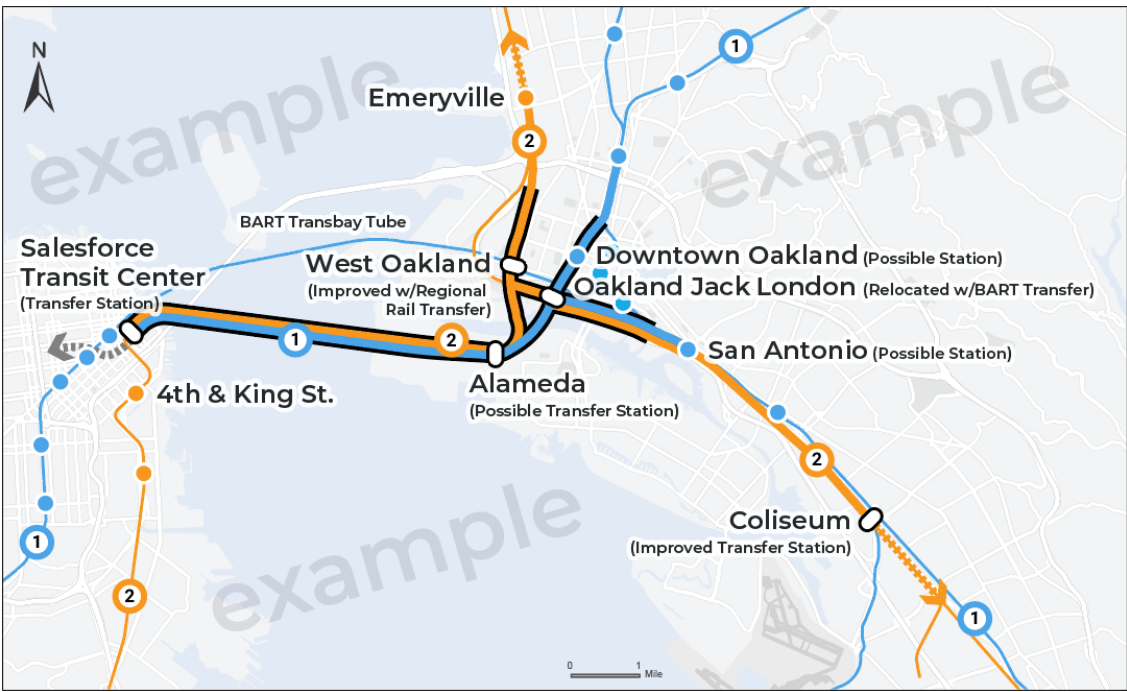 N
1
example
Emeryville
example
2
BART Transbay Tube
Salesforce
Transit Center
(Transfer Station)
West Oakland
(Improved w/Regional
Rail Transfer)
Downtown Oakland (Possible Station)
Oakland Jack London (Relocated w/BART Transfer)
1
2
San Antonio (Possible Station)
Alameda
(Possible Transfer Station)
4th & King St.
2
example
Coliseum
(Improved Transfer Station)
1
2
1
0 1
Mile